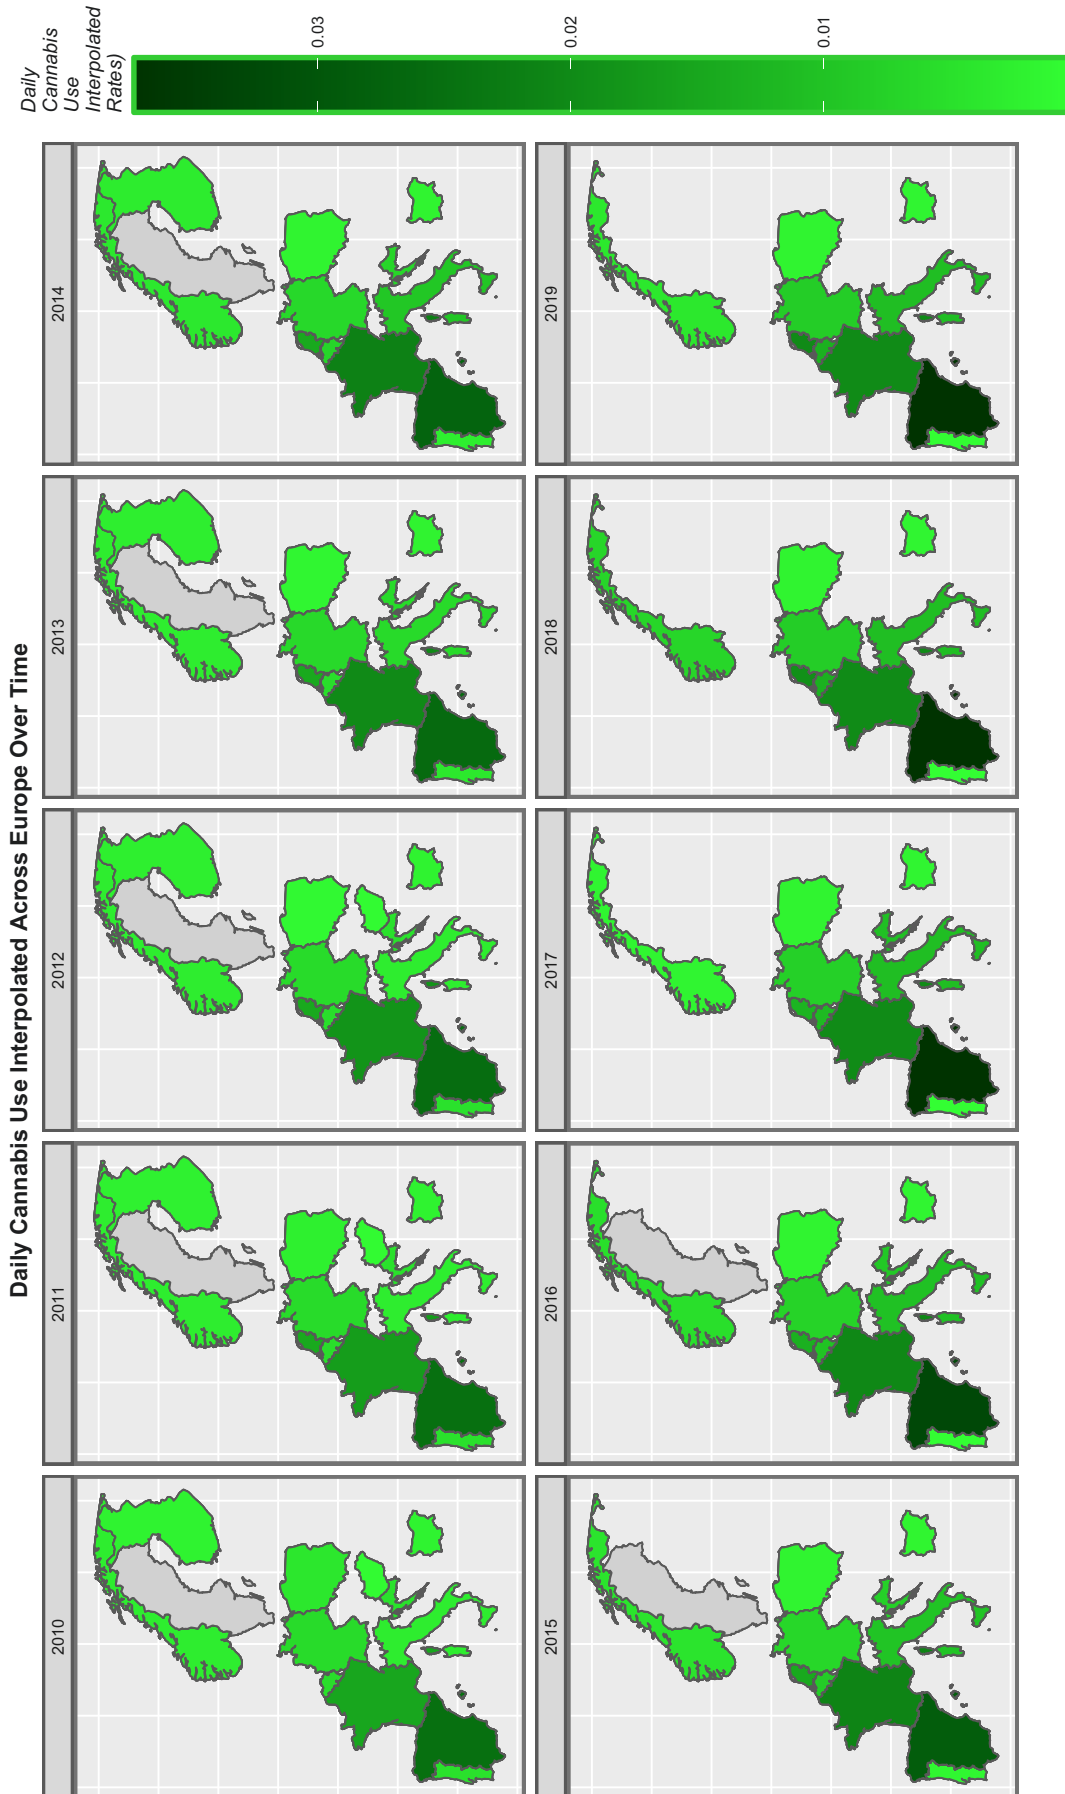 Daily Cannabis Use Interpolated Across Europe Over Time
2010
2011
2012
2013
2014
2015
2016
2017
2018
2019
Daily
Cannabis
Use
Interpolated
Rates)
0.03
0.02
0.01